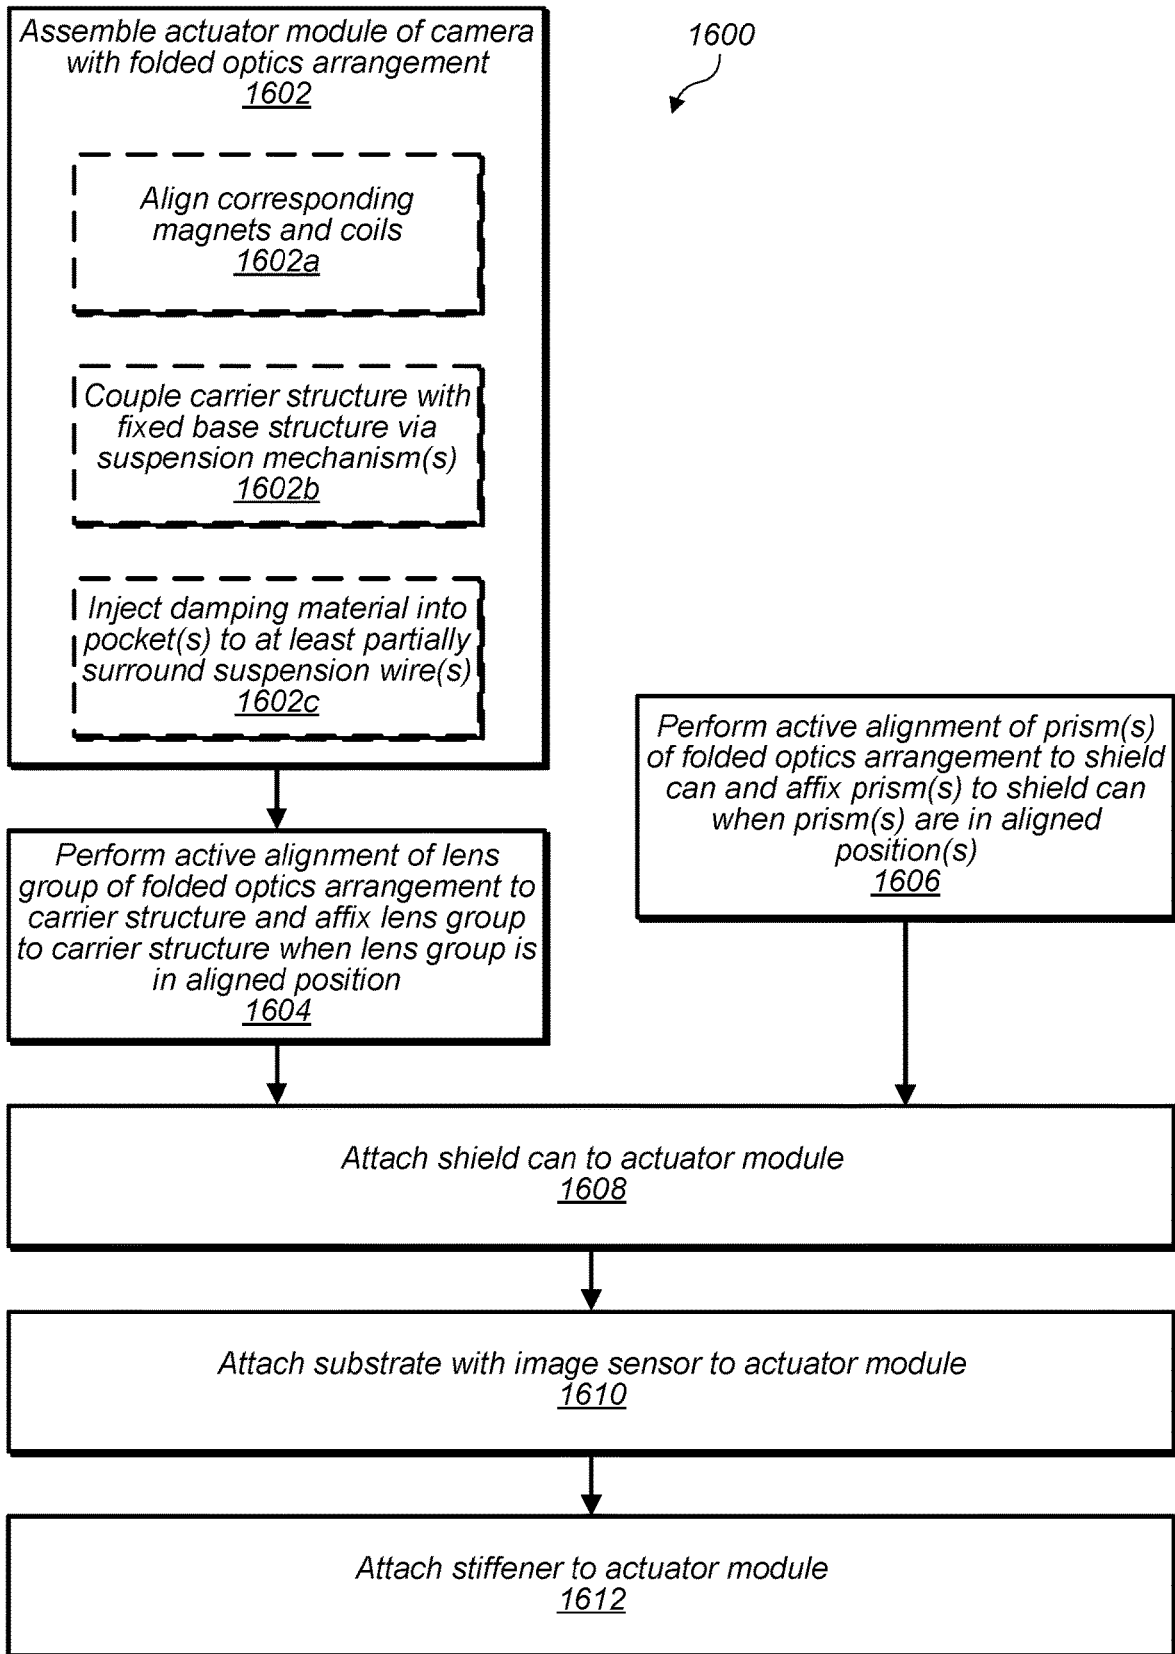 Assemble actuator module of camera
with folded optics arrangement
1602
1600
Align corresponding
magnets and coils
1602a
Couple carrier structure with
fixed base structure via
suspension mechanism(s)
1602b
Inject damping material into
pocket(s) to at least partially
surround suspension wire(s)
1602c
Perform active alignment of lens
group of folded optics arrangement to
carrier structure and affix lens group
to carrier structure when lens group is
in aligned position
1604
Perform active alignment of prism(s)
of folded optics arrangement to shield
can and affix prism(s) to shield can
when prism(s) are in aligned
position(s)
1606
Attach shield can to actuator module
1608
Attach substrate with image sensor to actuator module
1610
Attach stiffener to actuator module
1612